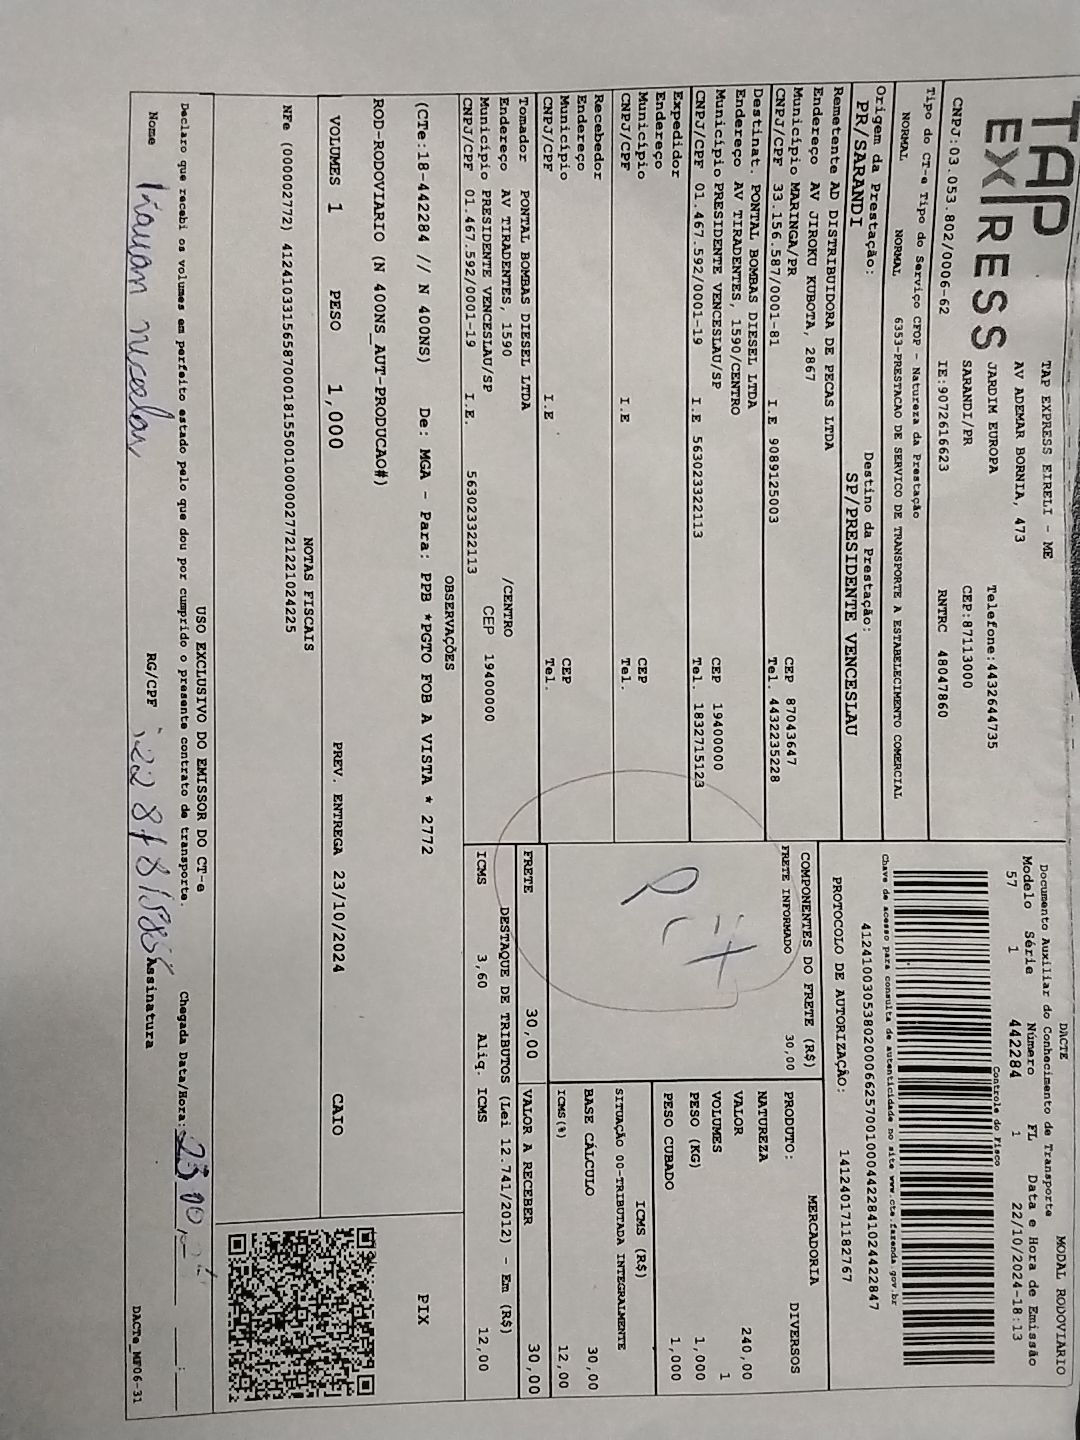 TAP EXPRESS
TAP EXPRESS EIRELI - ME
AV ADEMAR BORNIA, 473
JARDIM EUROPA
Telefone:4432644735
SARANDI/PR
CEP:87113000
CNPJ:03.053.802/0006-62 IE:9072616623 RNTRC 48047860
Tipo do CT-e Tipo do Serviço CFOP - Natureza da Prestação
NORMAL NORMAL 6353-PRESTACAO DE SERVICO DE TRANSPORTE A ESTABELECIMENTO COMERCIAL
Origem da Prestação: Destino da Prestação:
PR/SARANDI SP/PRESIDENTE VENCESLAU
Remetente AD DISTRIBUIDORA DE PECAS LTDA
Endereço AV JIROKU KUBOTA, 2867
Município MARINGA/PR CEP 87043647
CNPJ/CPF 33.156.587/0001-81 I.E 9089125003 Tel. 4432235228
Destinat. PONTAL BOMBAS DIESEL LTDA
Endereço AV TIRADENTES, 1590/CENTRO
Município PRESIDENTE VENCESLAU/SP CEP 19400000
CNPJ/CPF 01.467.592/0001-19 I.E 563023322113 Tel. 1832715123
Expedidor
Endereço
Município CEP
CNPJ/CPF I.E Tel.
Recebedor
Endereço
Município CEP
CNPJ/CPF I.E Tel.
Tomador PONTAL BOMBAS DIESEL LTDA
Endereço AV TIRADENTES, 1590 /CENTRO
Município PRESIDENTE VENCESLAU/SP CEP 19400000
CNPJ/CPF 01.467.592/0001-19 I.E. 563023322113
DACTE MODAL RODOVIÁRIO
Documento Auxiliar do Conhecimento de Transporte
Modelo Série Número FL Data e Hora de Emissão
57 1 442284 1 22/10/2024-18:13
Controle do Fisco
Chave de acesso para consulta de autenticidade no site www.cte.fazenda.gov.br
41241003053802000662570010004422841024422847
PROTOCOLO DE AUTORIZAÇÃO: 141240171182767
COMPONENTES DO FRETE (R$)
FRETE INFORMADO 30,00
MERCADORIA
PRODUTO: DIVERSOS
NATUREZA
VALOR 240,00
VOLUMES 1
PESO (KG) 1,000
PESO CUBADO 1,000
ICMS (R$)
SITUAÇÃO 00-TRIBUTADA INTEGRALMENTE
BASE CÁLCULO 30,00
ICMS(%) 12,00
FRETE 30,00 VALOR A RECEBER 30,00
DESTAQUE DE TRIBUTOS (Lei 12.741/2012) - Em (R$)
ICMS 3,60 Aliq. ICMS 12,00
OBSERVAÇÕES
(CTe:18-442284 // N 400NS) De: MGA - Para: PPB *PGTO FOB A VISTA * 2772
PIX
ROD-RODOVIARIO (N 400NS_AUT-PRODUCAO#)
VOLUMES 1 PESO 1,000 PREV. ENTREGA 23/10/2024 CAIO
NOTAS FISCAIS
NFe (000002772) 41241033156587000181550010000027721221024225
USO EXCLUSIVO DO EMISSOR DO CT-e
Declaro que recebi os volumes em perfeito estado pelo que dou por cumprido o presente contrato de transporte. Chegada Data/Hora: 23 10
Nome RG/CPF Assinatura
DACTe_MF06-31